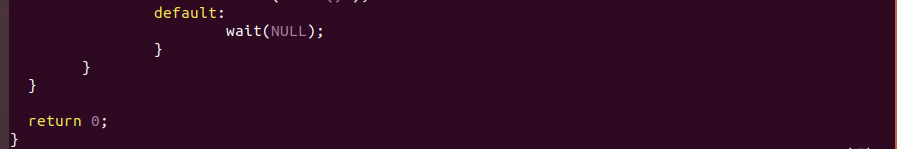 default:
wait(NULL);
}
}
}
return 0;
}